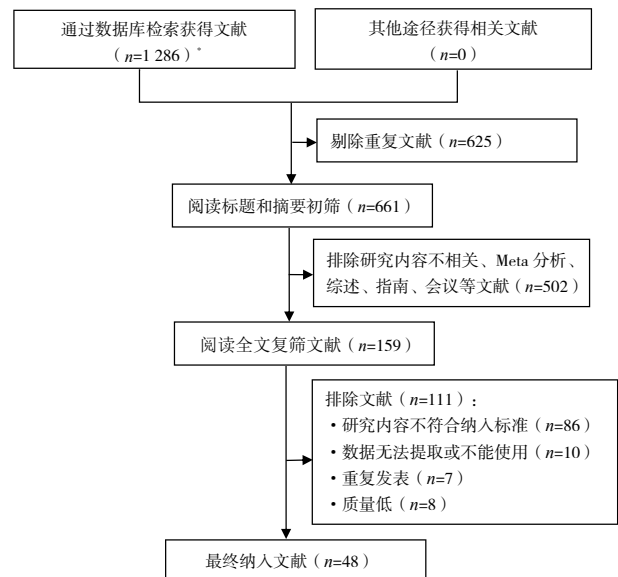 通过数据库检索获得文献
（n=1 286）*
其他途径获得相关文献
（n=0）
剔除重复文献（n=625）
阅读标题和摘要初筛（n=661）
排除研究内容不相关、Meta 分析、
综述、指南、会议等文献（n=502）
阅读全文复筛文献（n=159）
排除文献（n=111）：
·研究内容不符合纳入标准（n=86）
·数据无法提取或不能使用（n=10）
·重复发表（n=7）
·质量低（n=8）
最终纳入文献（n=48）